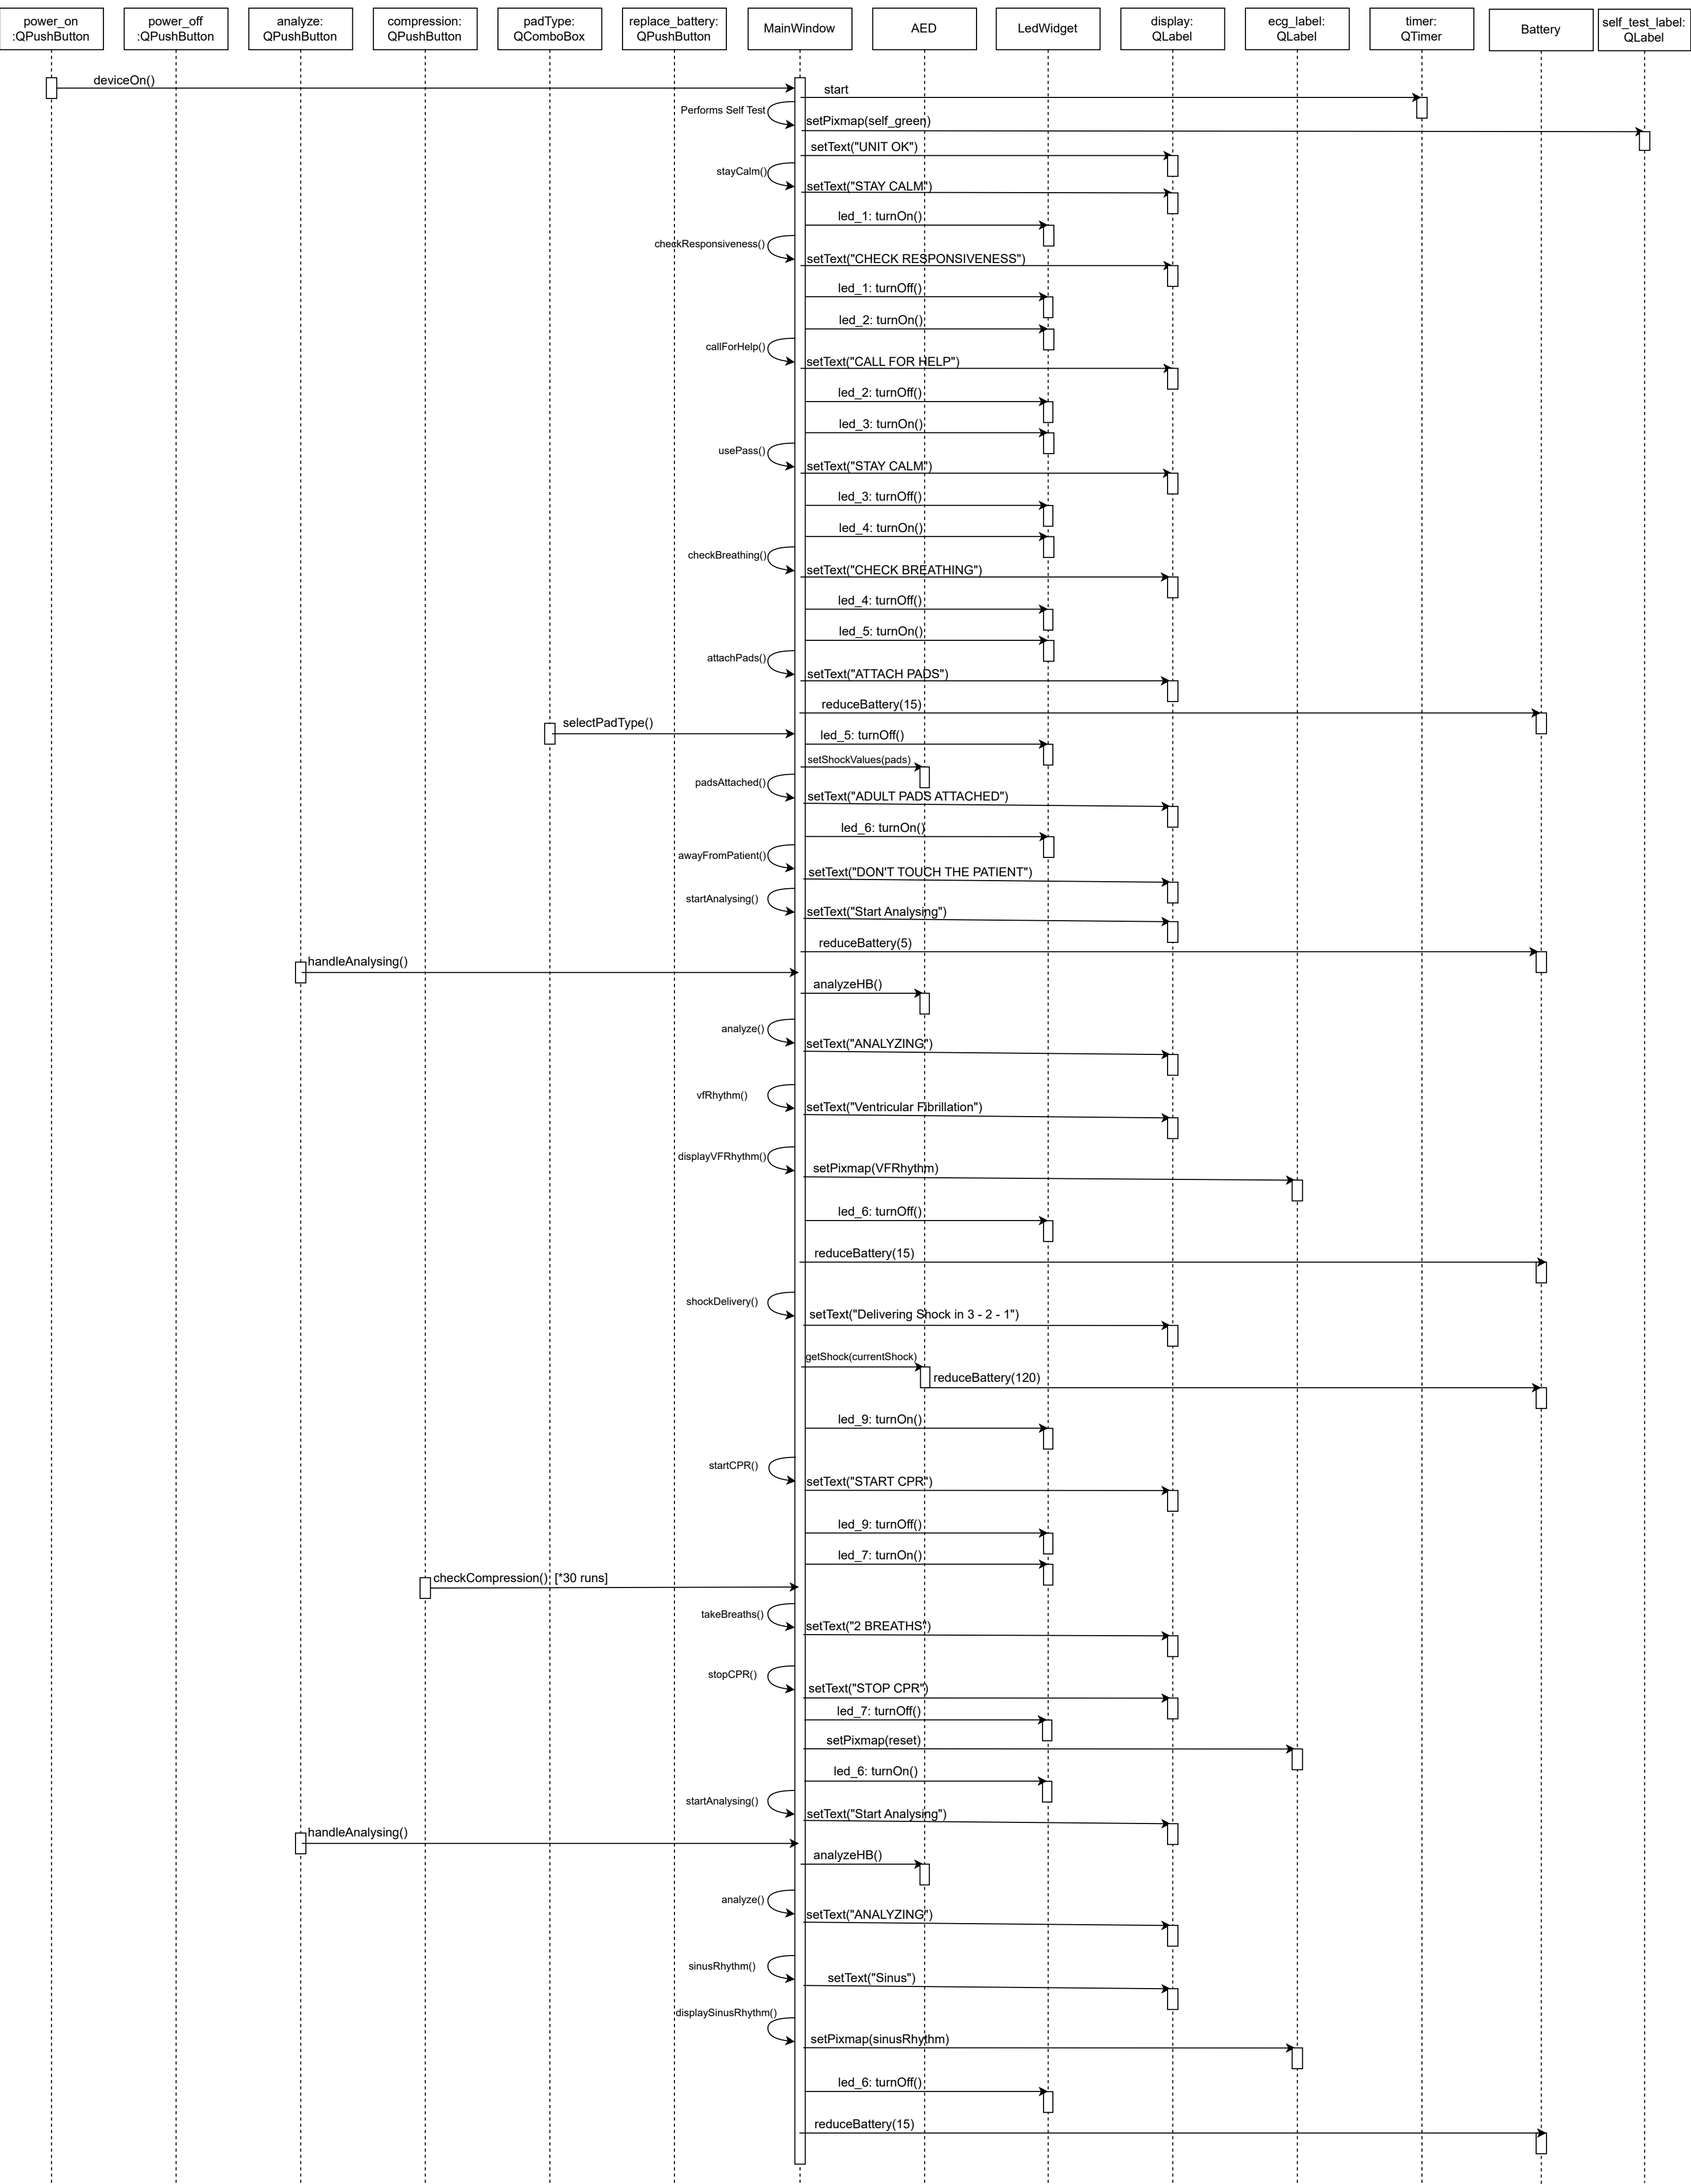 power_on
:QPushButton
power_off
:QPushButton
analyze:
QPushButton
compression:
QPushButton
padType:
QComboBox
replace_battery:
QPushButton
MainWindow
AED
LedWidget
display:
QLabel
ecg_label:
QLabel
timer:
QTimer
Battery
self_test_label:
QLabel
deviceOn()
start
Performs Self Test
setPixmap(self_green)
setText("UNIT OK")
stayCalm()
setText("STAY CALM")
led_1: turnOn()
checkResponsiveness()
setText("CHECK RESPONSIVENESS")
led_1: turnOff()
led_2: turnOn()
callForHelp()
setText("CALL FOR HELP")
led_2: turnOff()
led_3: turnOn()
usePass()
setText("STAY CALM")
led_3: turnOff()
led_4: turnOn()
checkBreathing()
setText("CHECK BREATHING")
led_4: turnOff()
led_5: turnOn()
attachPads()
setText("ATTACH PADS")
reduceBattery(15)
selectPadType()
led_5: turnOff()
setShockValues(pads)
padsAttached()
setText("ADULT PADS ATTACHED")
led_6: turnOn()
awayFromPatient()
setText("DON'T TOUCH THE PATIENT")
startAnalysing()
setText("Start Analysing")
reduceBattery(5)
handleAnalysing()
analyzeHB()
analyze()
setText("ANALYZING")
vfRhythm()
setText("Ventricular Fibrillation")
displayVFRhythm()
setPixmap(VFRhythm)
led_6: turnOff()
reduceBattery(15)
shockDelivery()
setText("Delivering Shock in 3 - 2 - 1")
getShock(currentShock)
reduceBattery(120)
led_9: turnOn()
startCPR()
setText("START CPR")
led_9: turnOff()
led_7: turnOn()
checkCompression() [*30 runs]
takeBreaths()
setText("2 BREATHS")
stopCPR()
setText("STOP CPR")
led_7: turnOff()
setPixmap(reset)
led_6: turnOn()
startAnalysing()
setText("Start Analysing")
handleAnalysing()
analyzeHB()
analyze()
setText("ANALYZING")
sinusRhythm()
setText("Sinus")
displaySinusRhythm()
setPixmap(sinusRhythm)
led_6: turnOff()
reduceBattery(15)